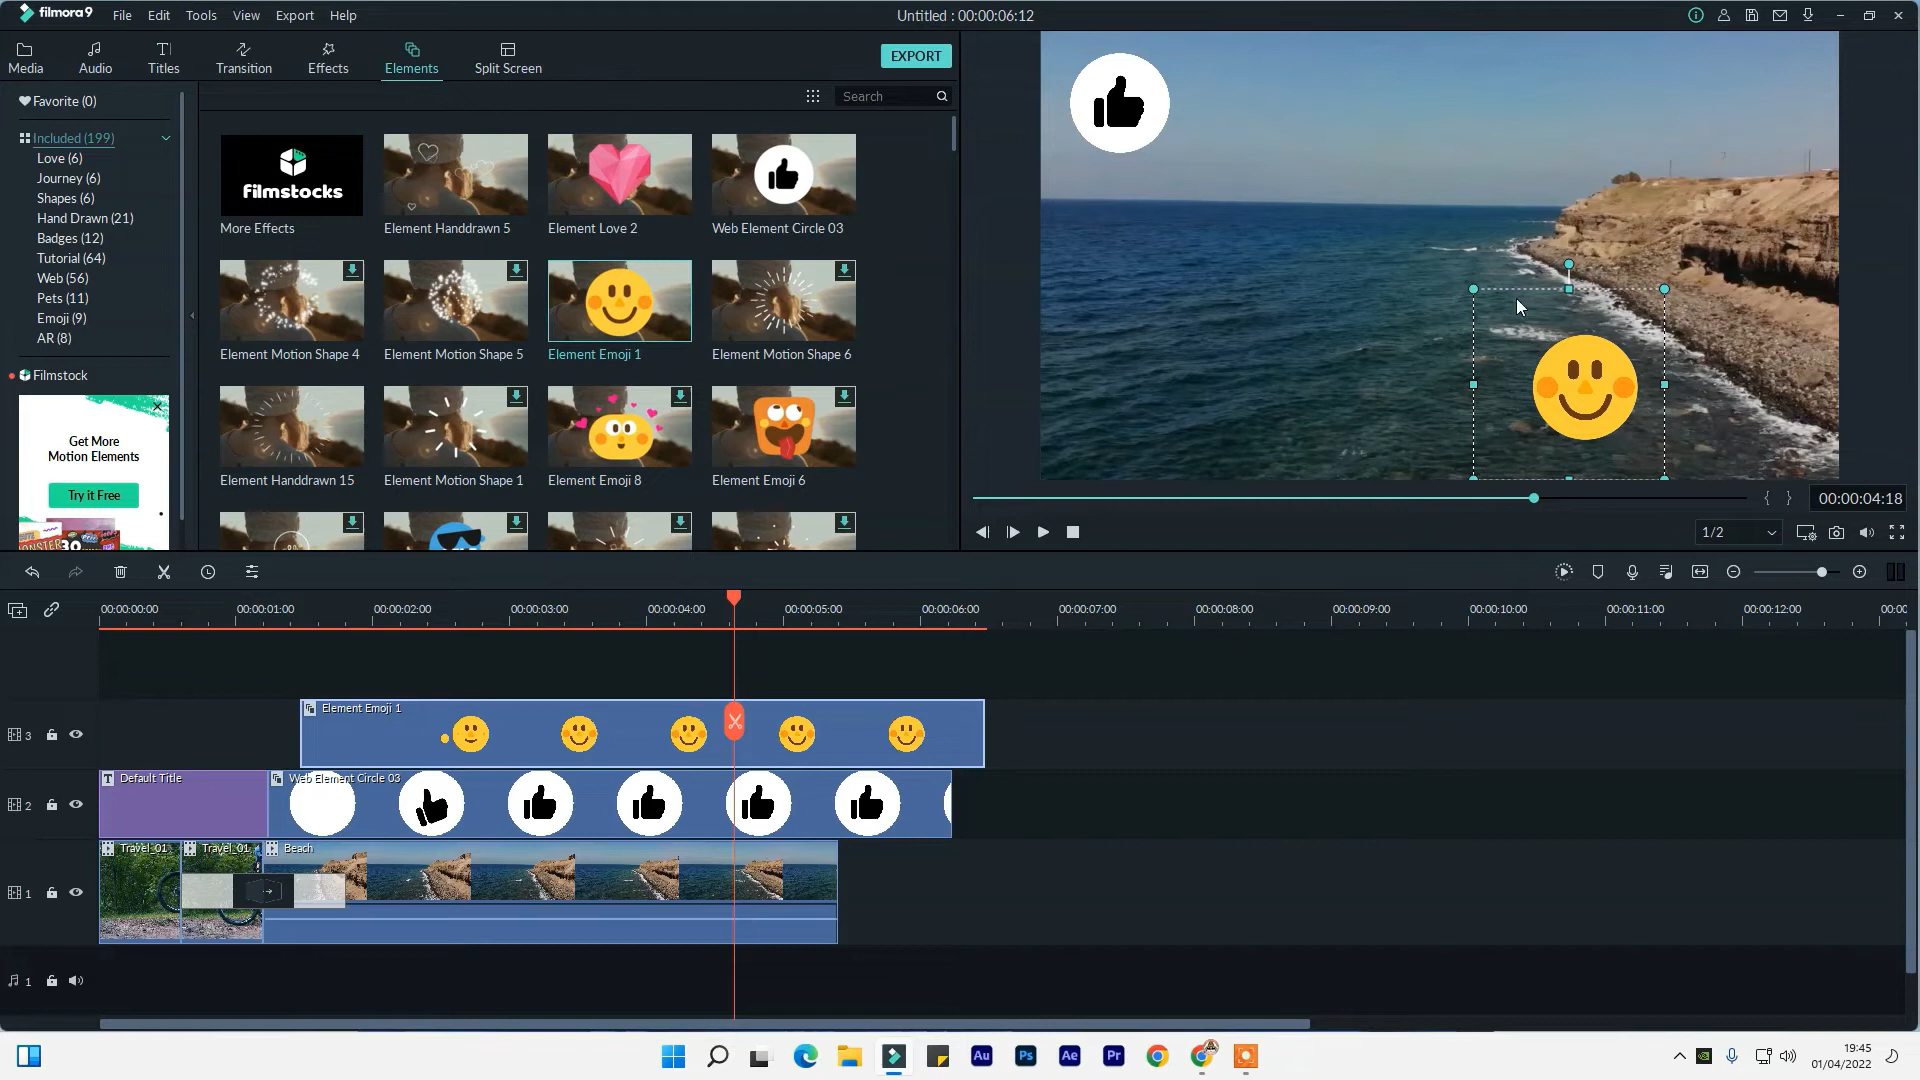 filmora9 File Edit Tools View Export Help Untitled : 00:00:06:12
Media Audio Titles Transition Effects Elements Split Screen EXPORT
Favorite (0)
Search
Included (199)
Love (6)
Journey (6)
Shapes (6)
Hand Drawn (21)
Badges (12)
Tutorial (64)
Web (56)
Pets (11)
Emoji (9)
AR (8)
Filmstock
Get More
Motion Elements
Try it Free
MONSTER
30
filmstocks
More Effects Element Handdrawn 5 Element Love 2 Web Element Circle 03
Element Motion Shape 4 Element Motion Shape 5 Element Emoji 1 Element Motion Shape 6
Element Handdrawn 15 Element Motion Shape 1 Element Emoji 8 Element Emoji 6
{ } 00:00:04:18
1/2
00:00:00:00 00:00:01:00 00:00:02:00 00:00:03:00 00:00:04:00 00:00:05:00 00:00:06:00 00:00:07:00 00:00:08:00 00:00:09:00 00:00:10:00 00:00:11:00 00:00:12:00 00:00
Element Emoji 1
3
T Default Title Web Element Circle 03
2
Travel_01 Travel_01 Beach
1
1
Au Ps Ae Pr
19:45
01/04/2022